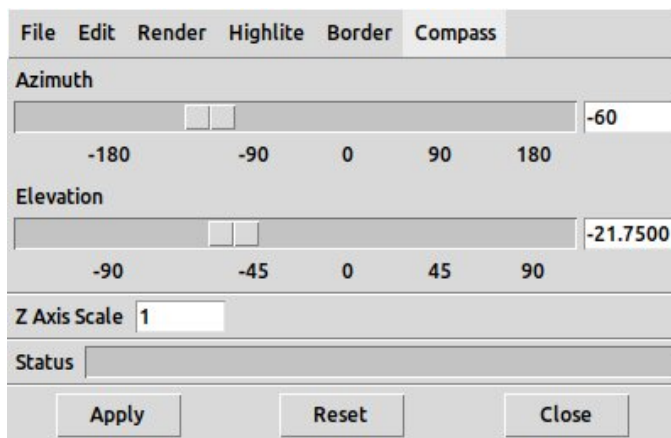 File Edit Render Highlite Border Compass
Azimuth
-60
-180 -90 0 90 180
Elevation
-21.7500
-90 -45 0 45 90
Z Axis Scale 1
Status
Apply Reset Close